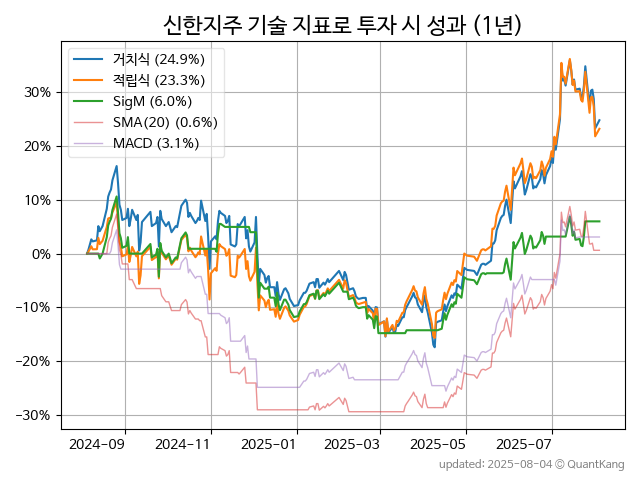 신한지주 기술 지표로 투자 시 성과 (1년)
거치식 (24.9%)
적립식 (23.3%)
SigM (6.0%)
SMA(20) (0.6%)
MACD (3.1%)
30%
20%
10%
0%
−10%
−20%
−30%
2024-09 2024-11 2025-01 2025-03 2025-05 2025-07
updated: 2025-08-04 © QuantKang